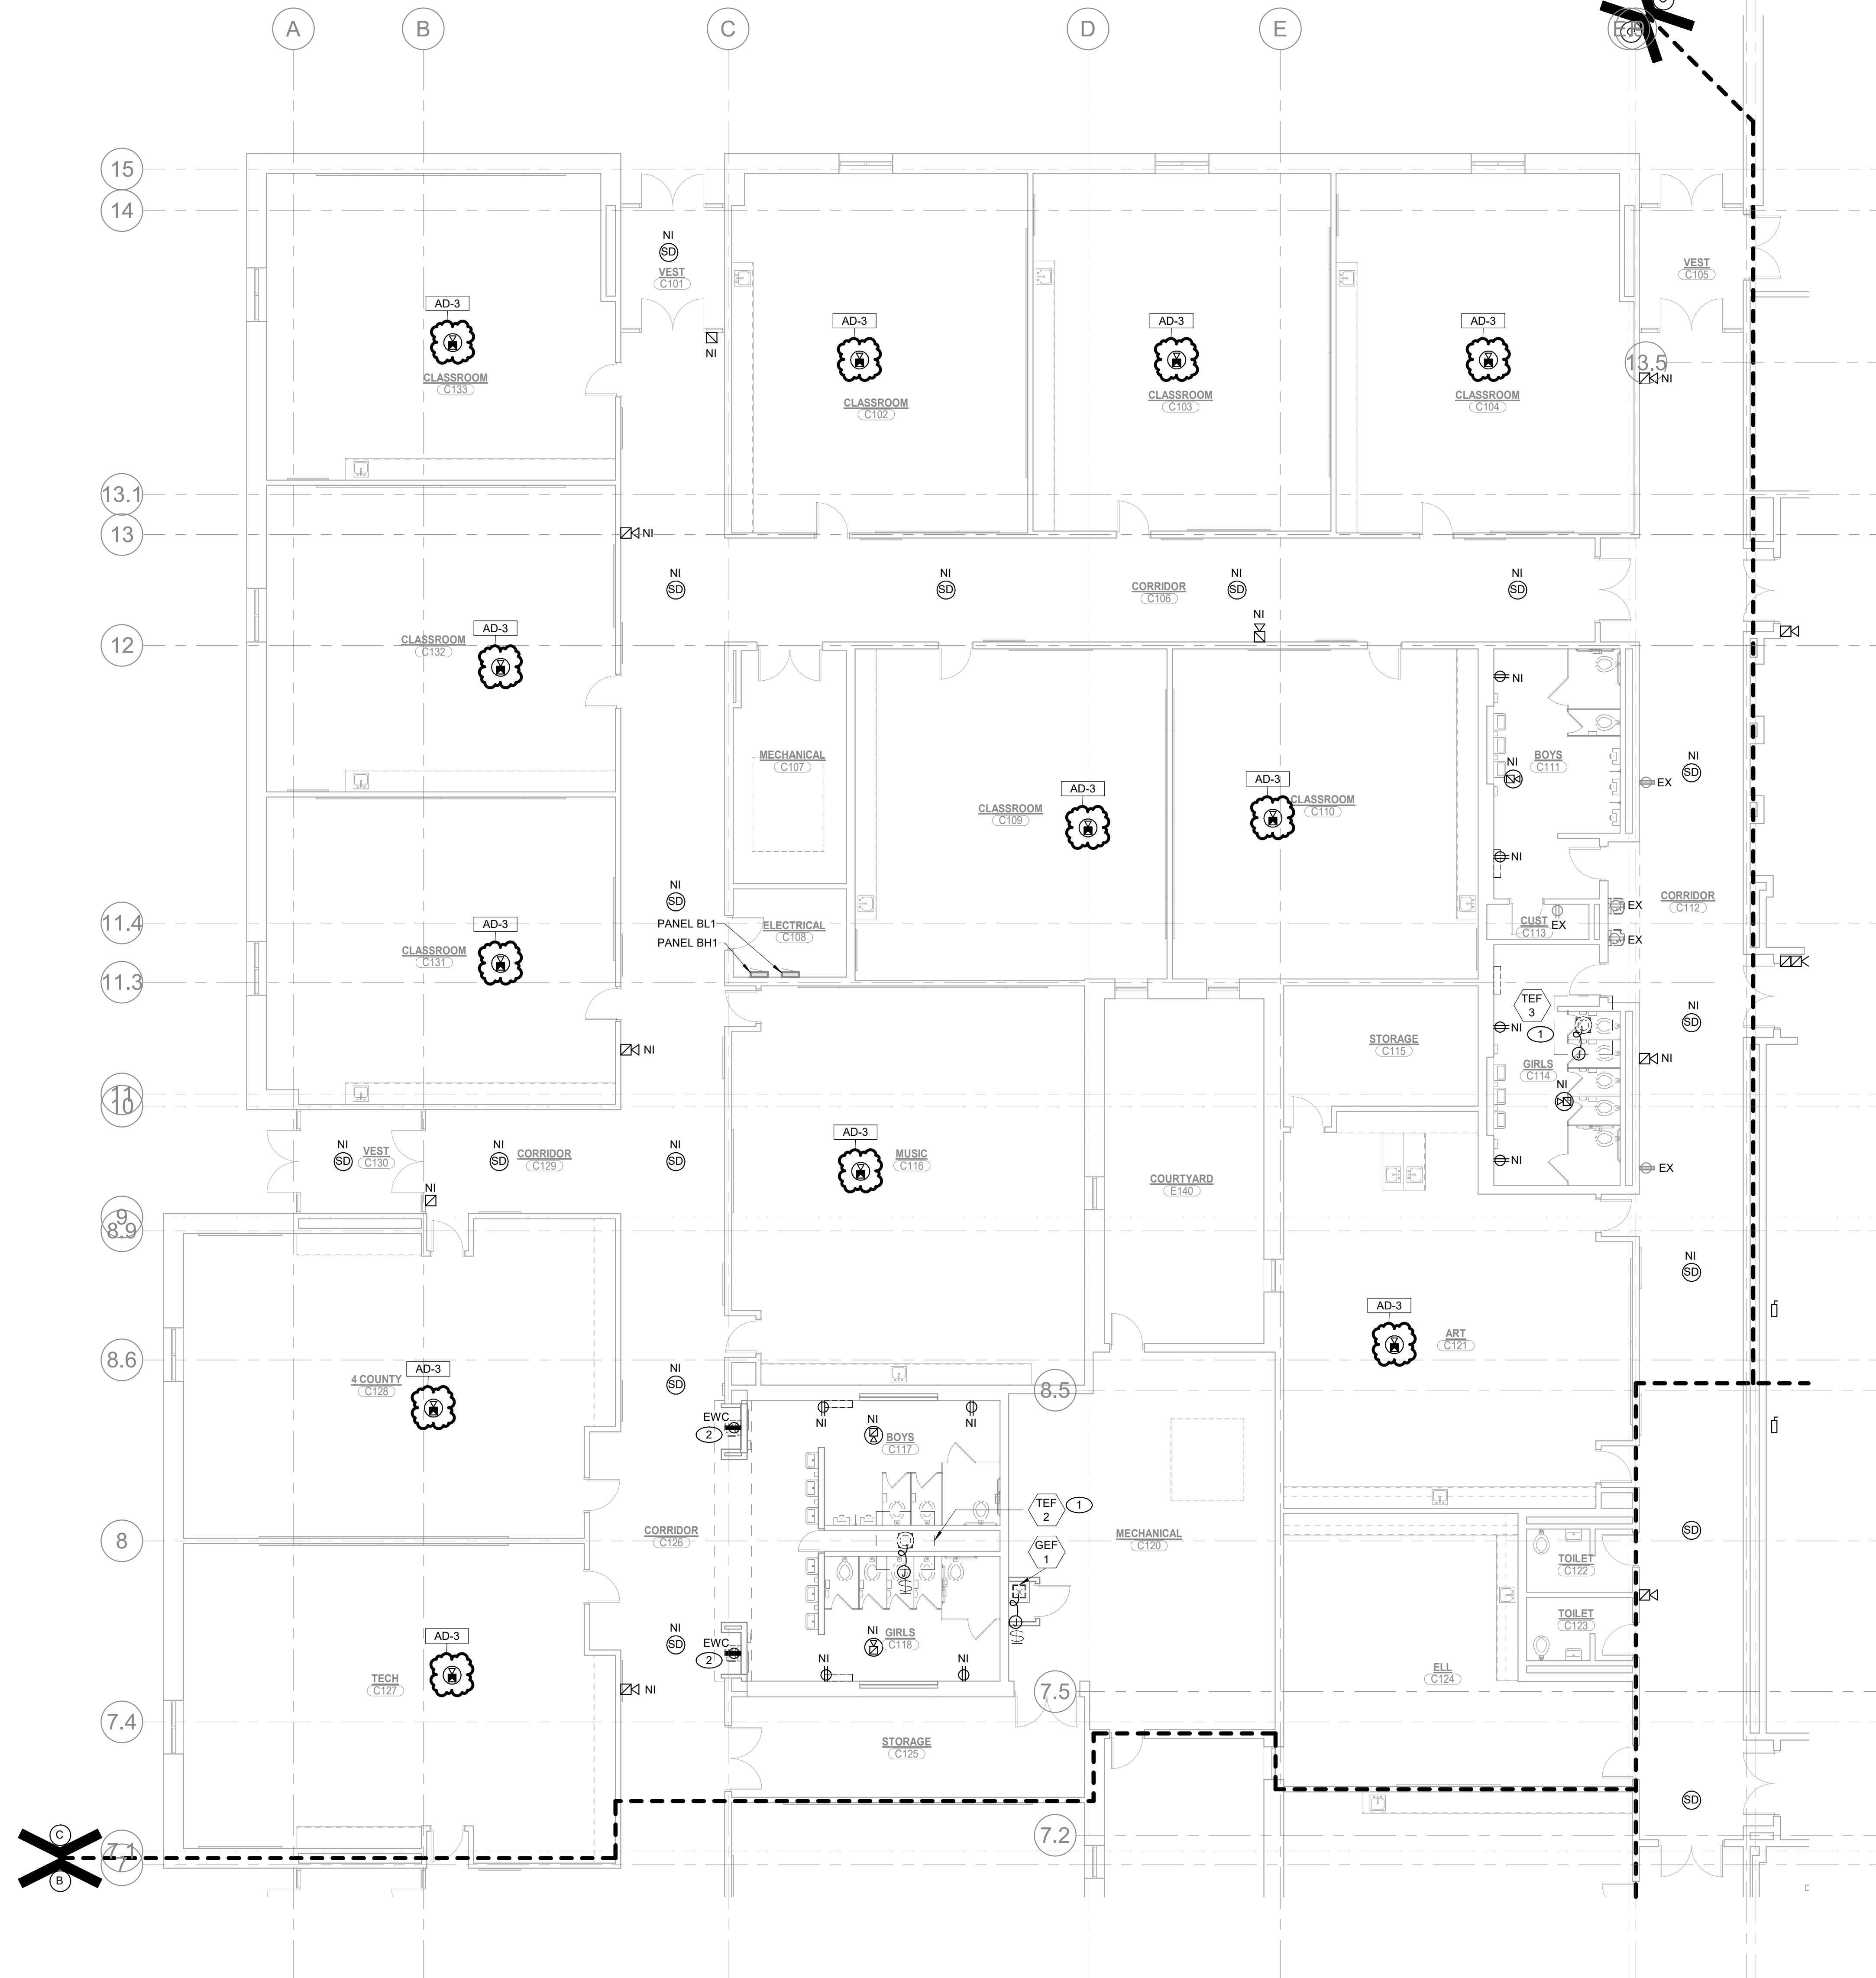 A
B
C
D
E
15
14
NI
SD
VEST
C101
VEST
C105
AD-3
CLASSROOM
C133
AD-3
CLASSROOM
C102
AD-3
CLASSROOM
C103
AD-3
CLASSROOM
C104
NI
13.5
NI
13.1
13
NI
NI
SD
NI
SD
CORRIDOR
C106
NI
SD
NI
SD
NI
12
AD-3
CLASSROOM
C132
NI
MECHANICAL
C107
BOYS
C111
NI
NI
SD
AD-3
CLASSROOM
C109
AD-3
CLASSROOM
C110
EX
NI
NI
SD
11.4
AD-3
CLASSROOM
C131
PANEL BL1
PANEL BH1
ELECTRICAL
C108
CUST
C113
EX
EX
EX
CORRIDOR
C112
11.3
TEF
3
1
NI
NI
SD
STORAGE
C115
GIRLS
C114
NI
NI
NI
11
10
NI
SD
VEST
C130
NI
SD
CORRIDOR
C129
NI
SD
AD-3
MUSIC
C116
COURTYARD
E140
NI
EX
NI
9
8.9
NI
SD
AD-3
ART
C121
8.6
4 COUNTY
C128
AD-3
NI
SD
8.5
EWC
2
NI
NI
BOYS
C117
NI
TEF
2
1
8
CORRIDOR
C126
MECHANICAL
C120
GEF
1
SD
TOILET
C122
TOILET
C123
AD-3
TECH
C127
NI
SD
EWC
2
NI
GIRLS
C118
NI
NI
ELL
C124
NI
7.5
7.4
STORAGE
C125
SD
C
B
7.1
7
7.2